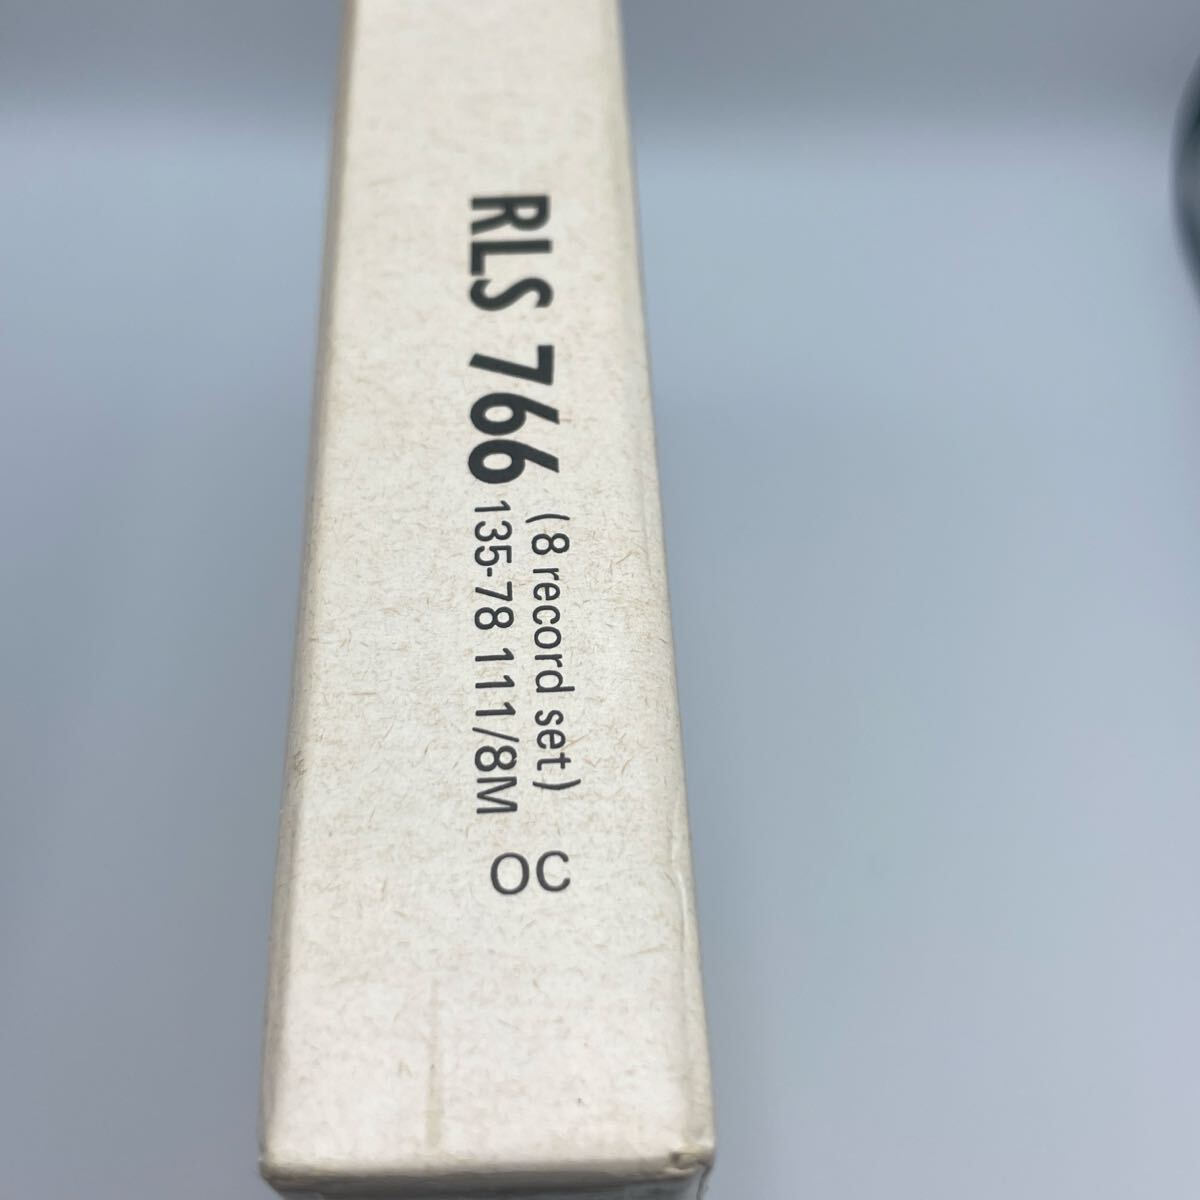 RLS 766
(8 record set)
135-78 111/8M
OC